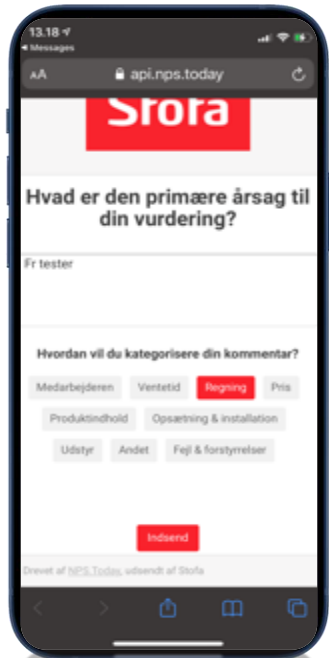 13.18
Messages
AA api.nps.today
Stofa
Hvad er den primære årsag til
din vurdering?
Fr tester
Hvordan vil du kategorisere din kommentar?
Medarbejderen Ventetid Regning Pris
Produktindhold Opsætning & installation
Udstyr Andet Fejl & forstyrrelser
Indsend
Drevet af NPS.Today, udsendt af Stofa